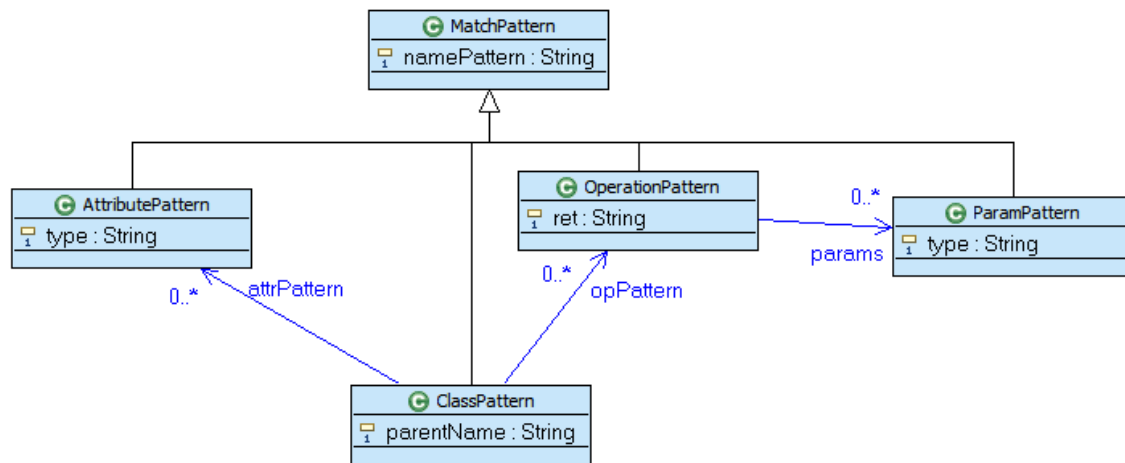 MatchPattern
namePattern : String
AttributePattern
type : String
OperationPattern
ret : String
0..*
params
ParamPattern
type : String
0..*
attrPattern
0..*
opPattern
ClassPattern
parentName : String